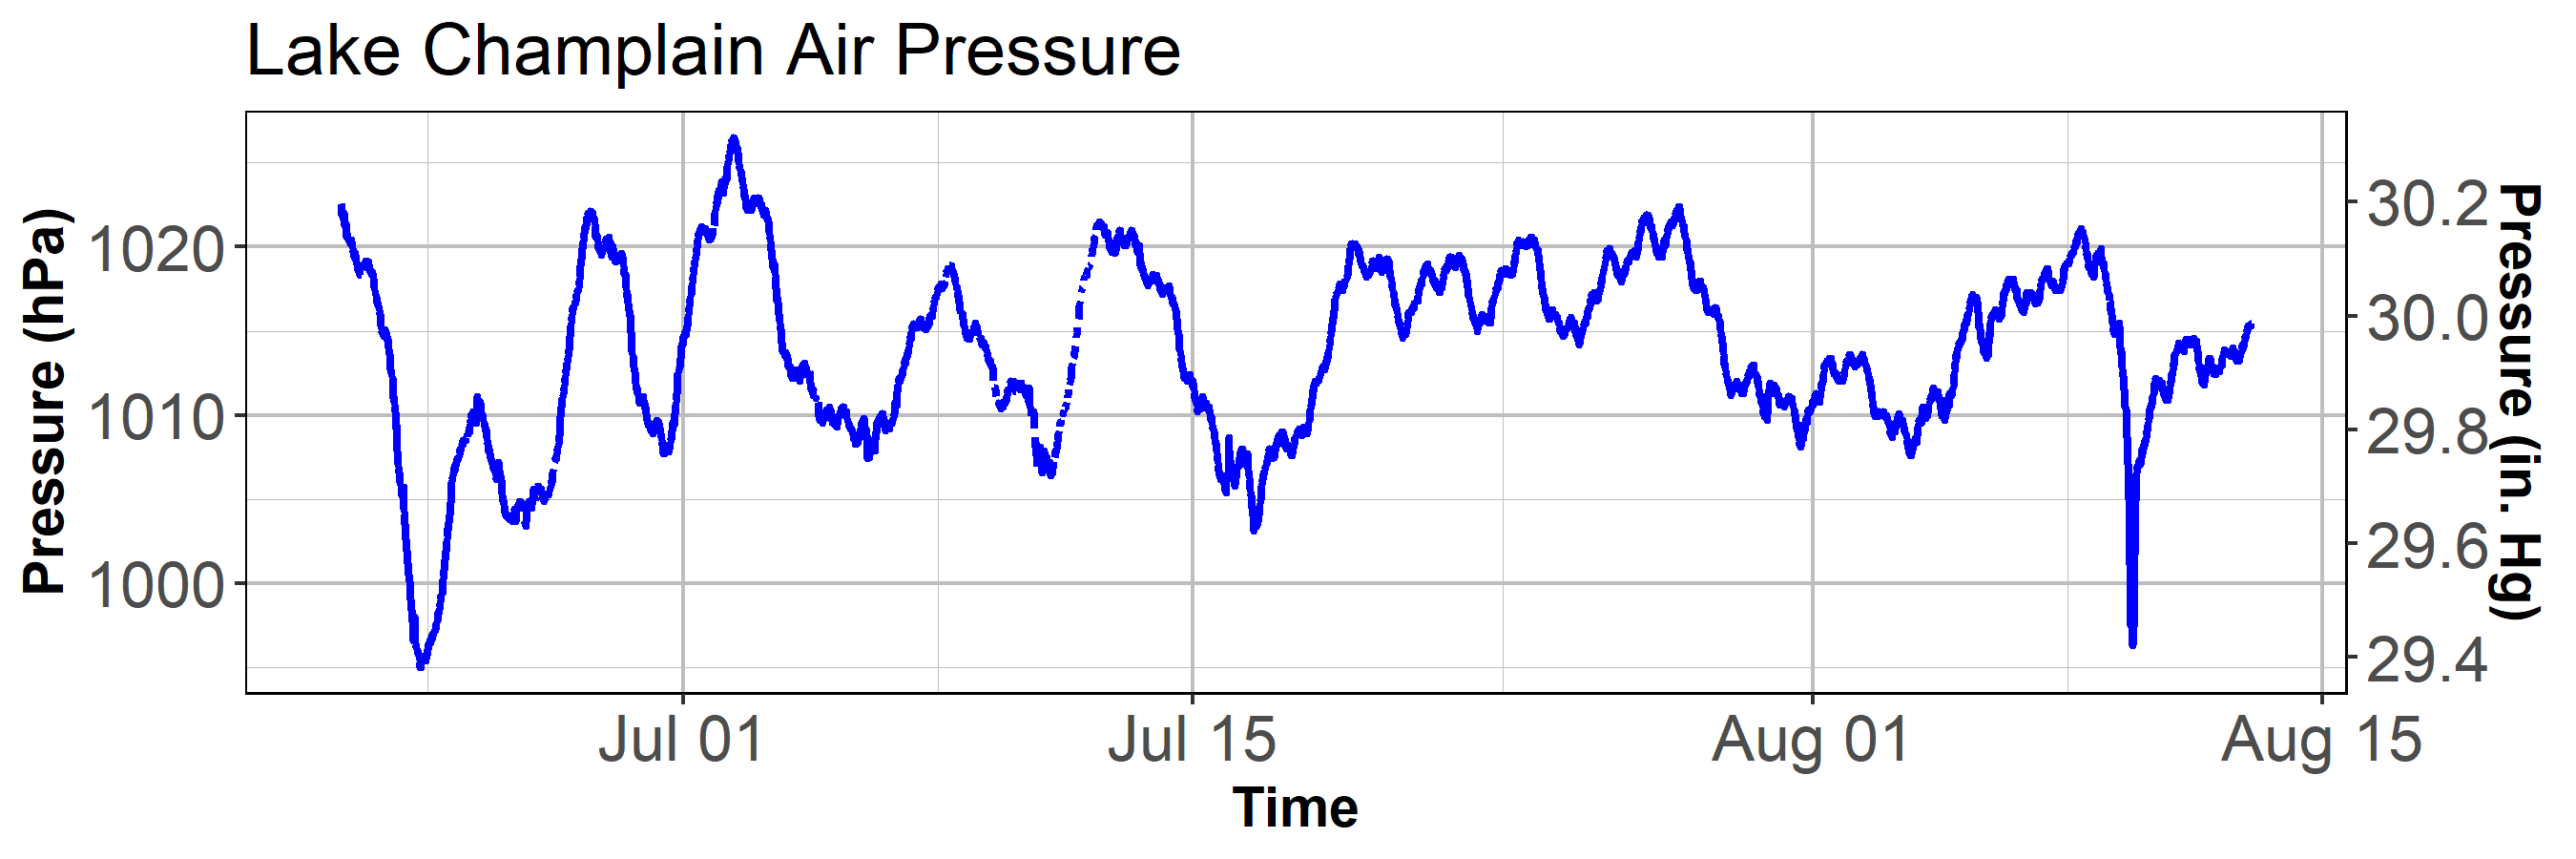 Lake Champlain Air Pressure
Pressure (hPa)
1020
1010
1000
30.2
30.0
29.8
29.6
29.4
Pressure (in. Hg)
Jul 01
Jul 15
Aug 01
Aug 15
Time